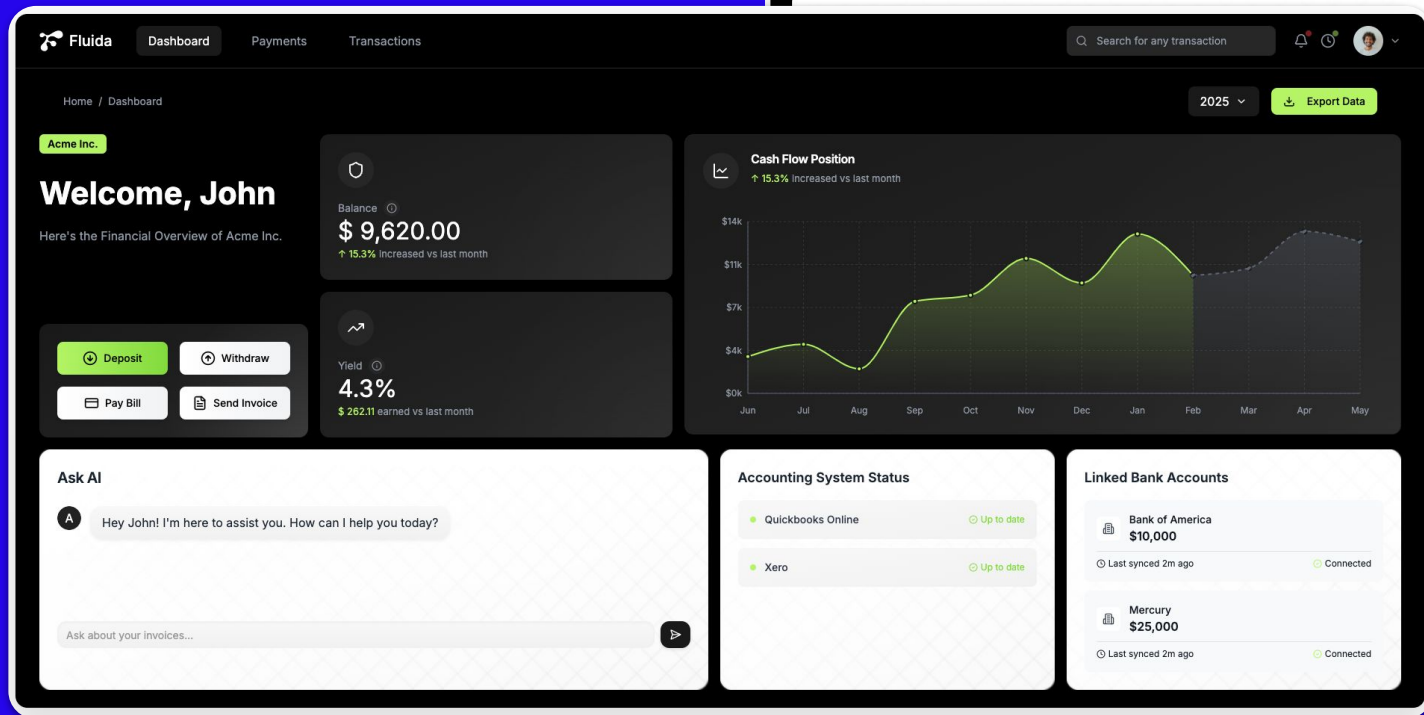 Fluida
Dashboard
Payments
Transactions
Search for any transaction
Home / Dashboard
2025
Export Data
Acme Inc.
Welcome, John
Here's the Financial Overview of Acme Inc.
Deposit
Withdraw
Pay Bill
Send Invoice
Balance
$ 9,620.00
↑ 15.3% increased vs last month
Yield
4.3%
$ 262.11 earned vs last month
Cash Flow Position
↑ 15.3% increased vs last month
$14k
$11k
$7k
$4k
$0k
Jun Jul Aug Sep Oct Nov Dec Jan Feb Mar Apr May
Ask AI
A
Hey John! I'm here to assist you. How can I help you today?
Ask about your invoices...
Accounting System Status
Quickbooks Online
Up to date
Xero
Up to date
Linked Bank Accounts
Bank of America
$10,000
Last synced 2m ago
Connected
Mercury
$25,000
Last synced 2m ago
Connected